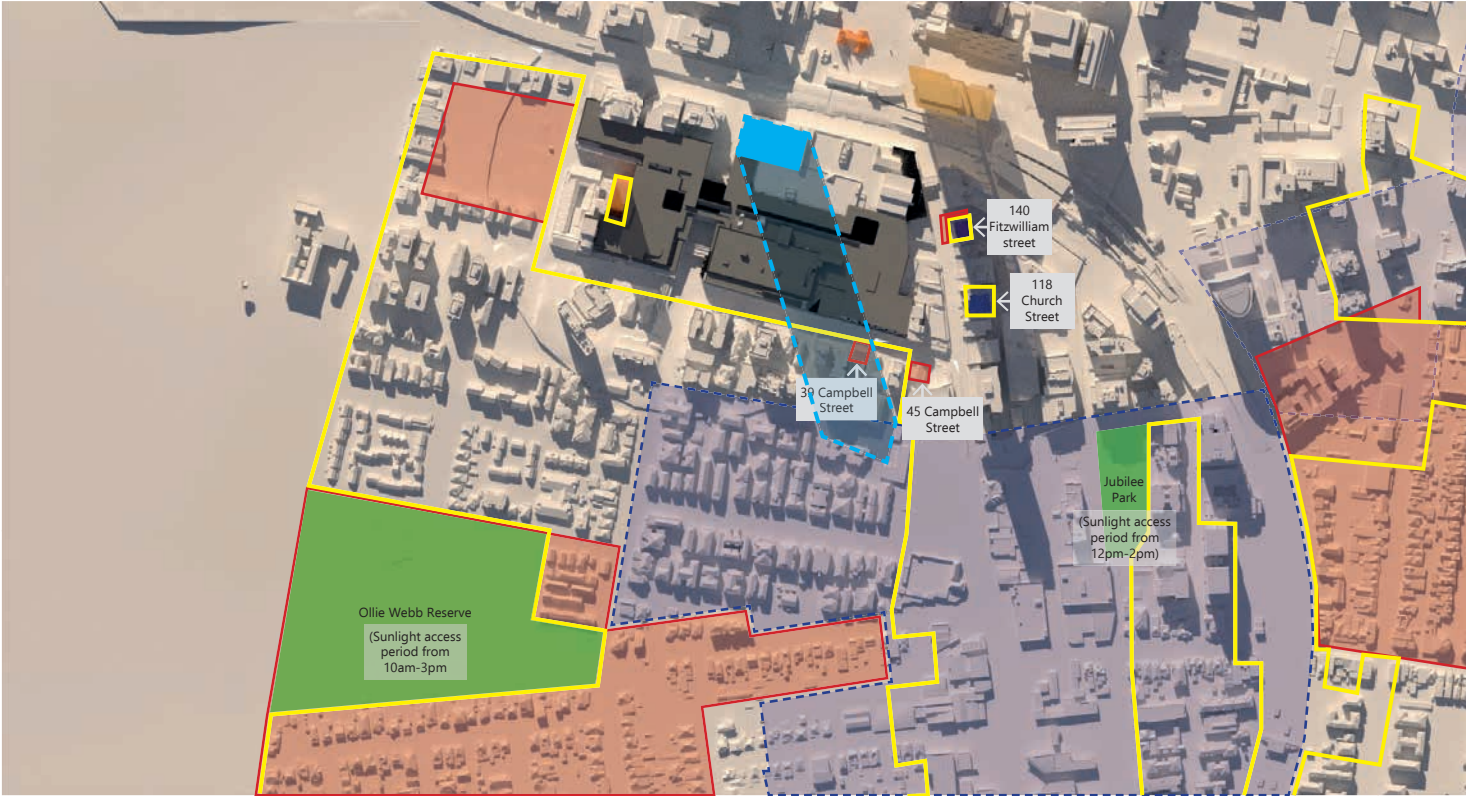 140
Fitzwilliam
street
118
Church
Street
39 Campbell
Street
45 Campbell
Street
Jubilee
Park
(Sunlight access
period from
12pm-2pm)
Ollie Webb Reserve
(Sunlight access
period from
10am-3pm